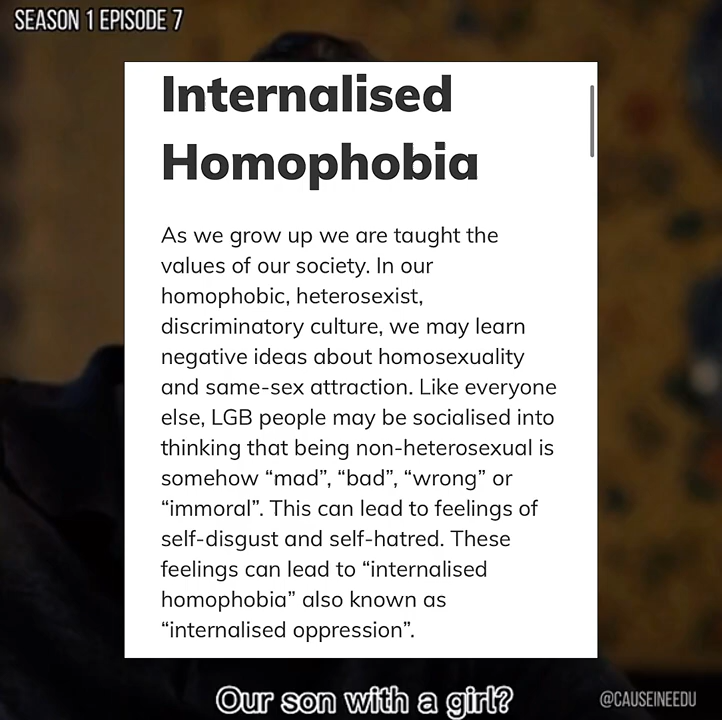 SEASON 1 EPISODE 7
Internalised
Homophobia
As we grow up we are taught the
values of our society. In our
homophobic, heterosexist,
discriminatory culture, we may learn
negative ideas about homosexuality
and same-sex attraction. Like everyone
else, LGB people may be socialised into
thinking that being non-heterosexual is
somehow “mad”, “bad”, “wrong” or
“immoral”. This can lead to feelings of
self-disgust and self-hatred. These
feelings can lead to “internalised
homophobia” also known as
“internalised oppression”.
Our son with a girl?
@CAUSEINEEDU